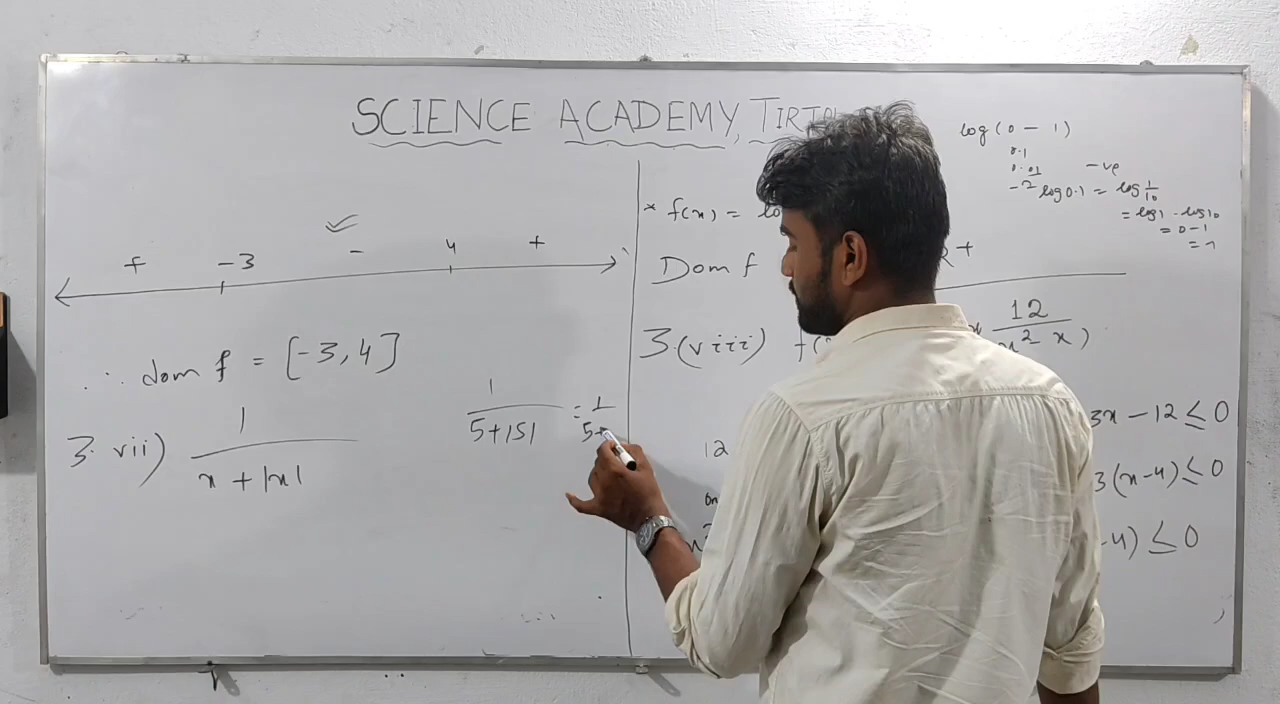 SCIENCE ACADEMY,
+ -3 - 4 +
∴ dom f = [-3, 4]
3. vii) 1/(x + |x|)
1/(5+|5|) = 1/(5+
* f(x) =
Dom f
3.(viii)
12
x² - x )
12
3x - 12 ≤ 0
3(x-4) ≤ 0
-4) ≤ 0
log(0 - 1)
0.1
0.01 -ve
-2 log 0.1 = log 1/10
= log1 - log10
= 0 - 1
= -1